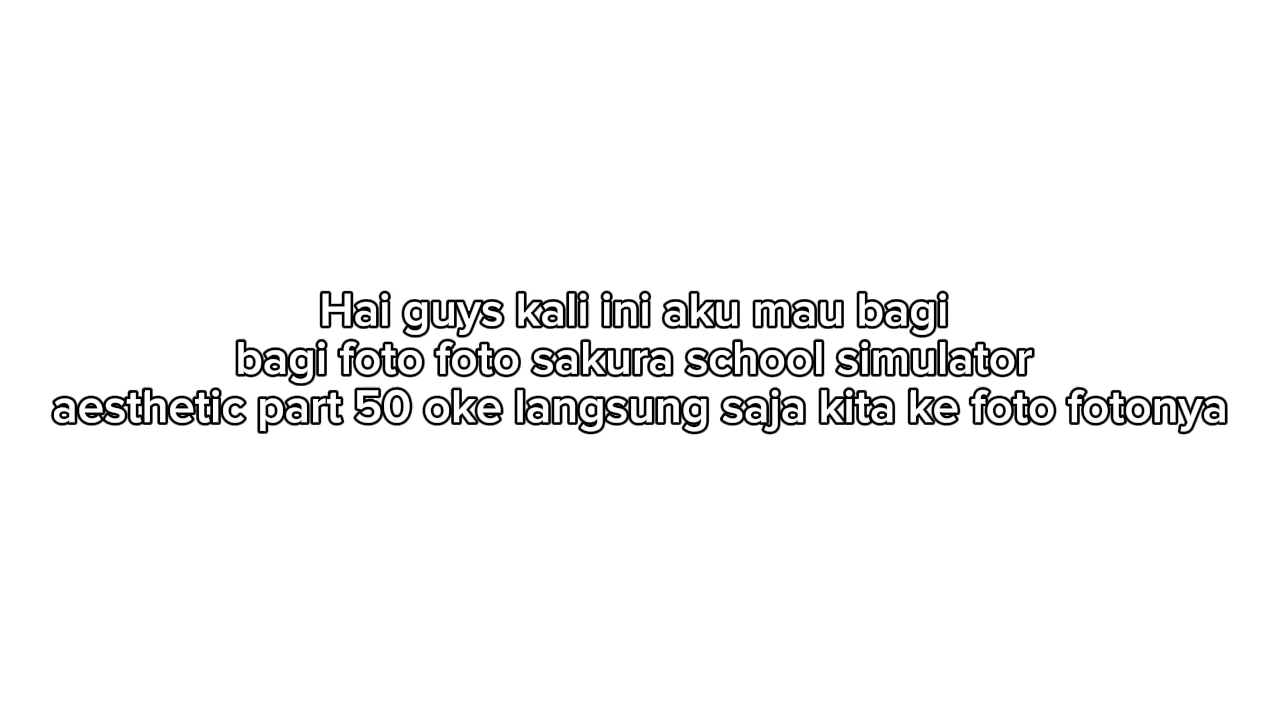 Hai guys kali ini aku mau bagi
bagi foto foto sakura school simulator
aesthetic part 50 oke langsung saja kita ke foto fotonya